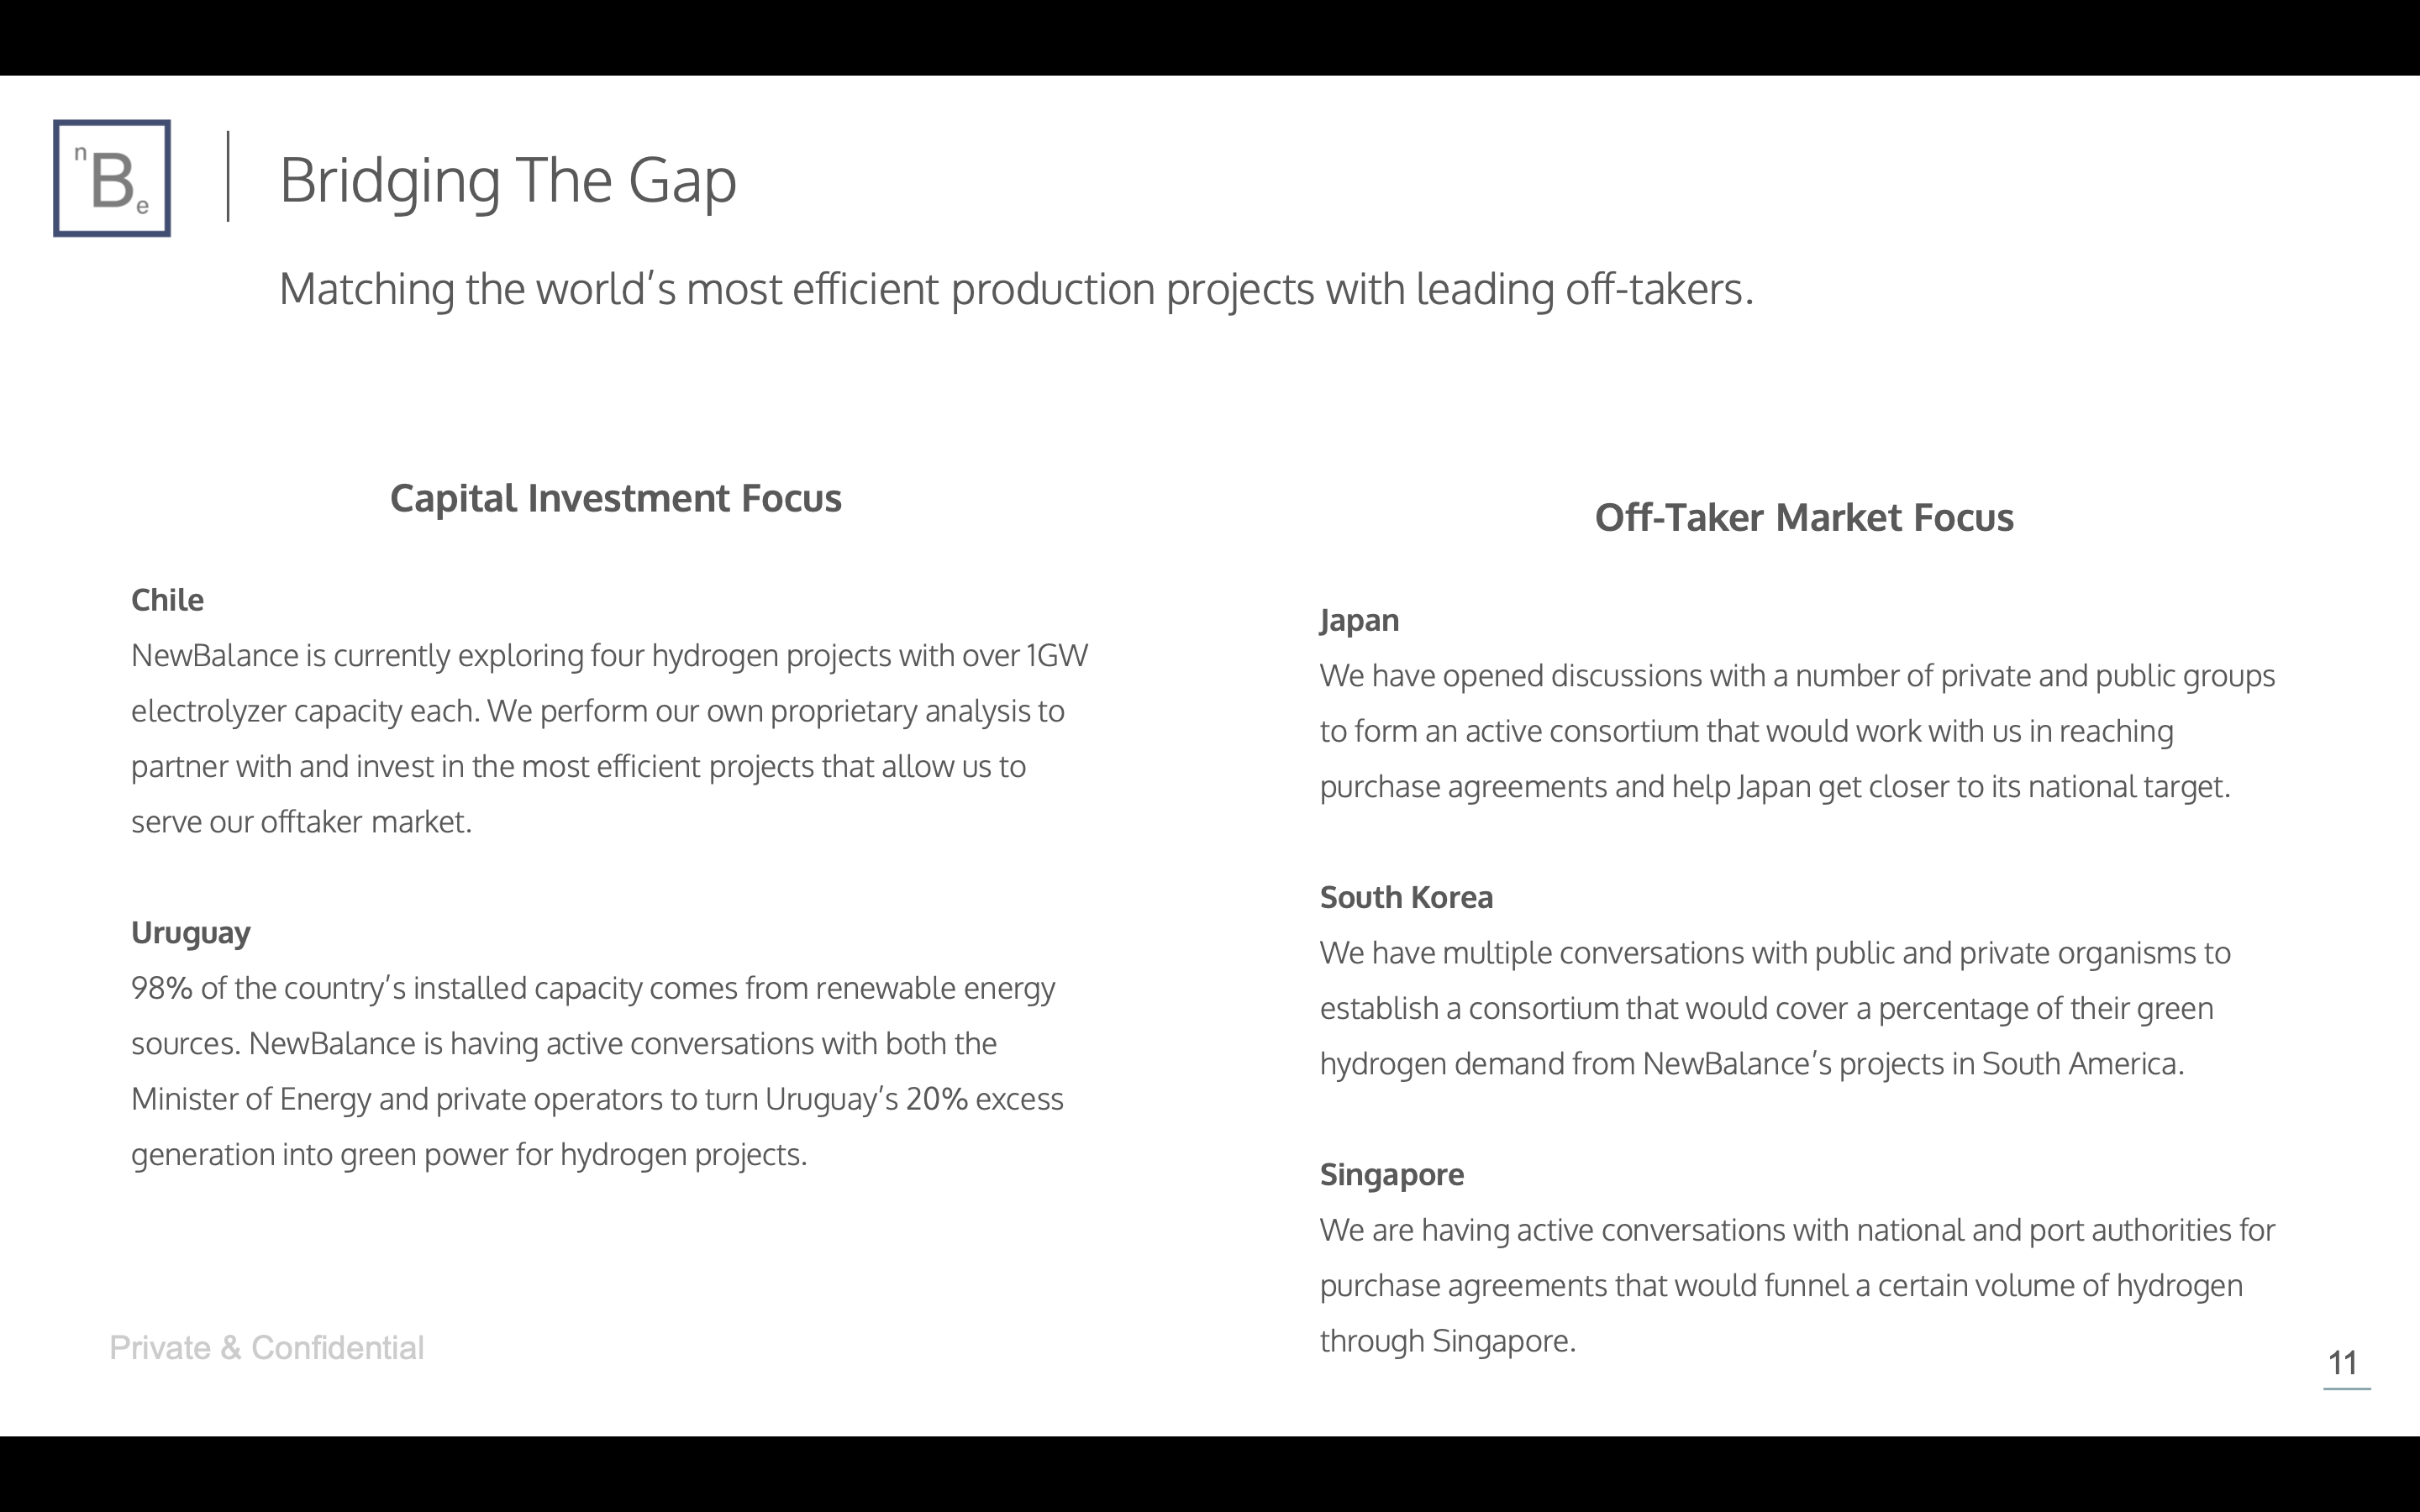 n
B
e
Bridging The Gap
Matching the world’s most efficient production projects with leading off-takers.
Capital Investment Focus
Chile
NewBalance is currently exploring four hydrogen projects with over 1GW
electrolyzer capacity each. We perform our own proprietary analysis to
partner with and invest in the most efficient projects that allow us to
serve our offtaker market.
Uruguay
98% of the country’s installed capacity comes from renewable energy
sources. NewBalance is having active conversations with both the
Minister of Energy and private operators to turn Uruguay’s 20% excess
generation into green power for hydrogen projects.
Off-Taker Market Focus
Japan
We have opened discussions with a number of private and public groups
to form an active consortium that would work with us in reaching
purchase agreements and help Japan get closer to its national target.
South Korea
We have multiple conversations with public and private organisms to
establish a consortium that would cover a percentage of their green
hydrogen demand from NewBalance’s projects in South America.
Singapore
We are having active conversations with national and port authorities for
purchase agreements that would funnel a certain volume of hydrogen
through Singapore.
Private & Confidential
11